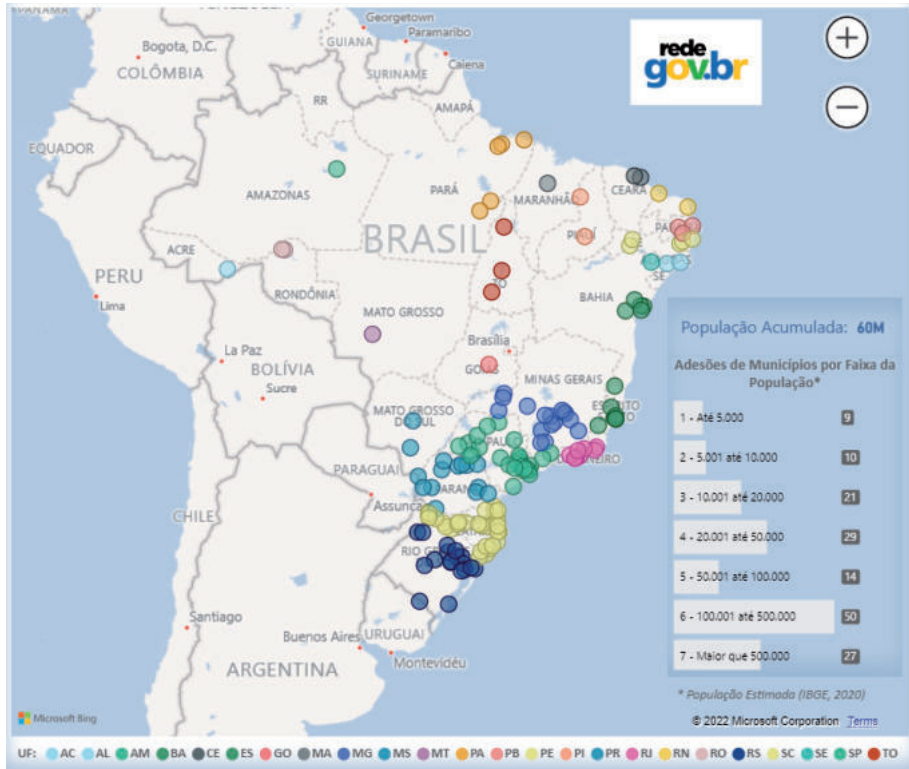 PANAMÁ
VENEZUELA
Georgetown
Paramaribo
Bogota, D.C.
GUIANA
Caiena
COLÔMBIA
SURINAME
RR
AMAPÁ
EQUADOR
AMAZONAS
PARÁ
MARANHÃO
CEARÁ
BRASIL
PIAUÍ
ACRE
PERU
RONDÔNIA
TO
SE
Lima
BAHIA
MATO GROSSO
Brasília
La Paz
BOLÍVIA
Sucre
GOIÁS
MINAS GERAIS
MATO GROSSO
DO SUL
ESPÍRITO
PARAGUAI
Assunção
CHILE
RIO GR
Santiago
Buenos Aires
URUGUAI
ARGENTINA
Montevidéu
Microsoft Bing
rede
gov.br
+
−
População Acumulada: 60M
Adesões de Municípios por Faixa da
População*
1 - Até 5.000 9
2 - 5.001 até 10.000 10
3 - 10.001 até 20.000 21
4 - 20.001 até 50.000 29
5 - 50.001 até 100.000 14
6 - 100.001 até 500.000 50
7 - Maior que 500.000 27
* População Estimada (IBGE, 2020)
© 2022 Microsoft Corporation Terms
UF: AC AL AM BA CE ES GO MA MG MS MT PA PB PE PI PR RJ RN RO RS SC SE SP TO